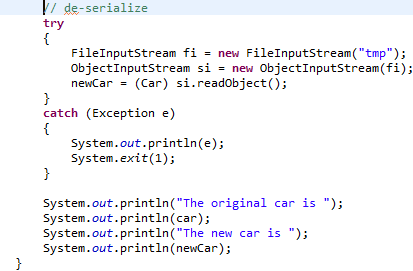 // de-serialize
try
{
    FileInputStream fi = new FileInputStream("tmp");
    ObjectInputStream si = new ObjectInputStream(fi);
    newCar = (Car) si.readObject();
}
catch (Exception e)
{
    System.out.println(e);
    System.exit(1);
}

System.out.println("The original car is ");
System.out.println(car);
System.out.println("The new car is ");
System.out.println(newCar);
}